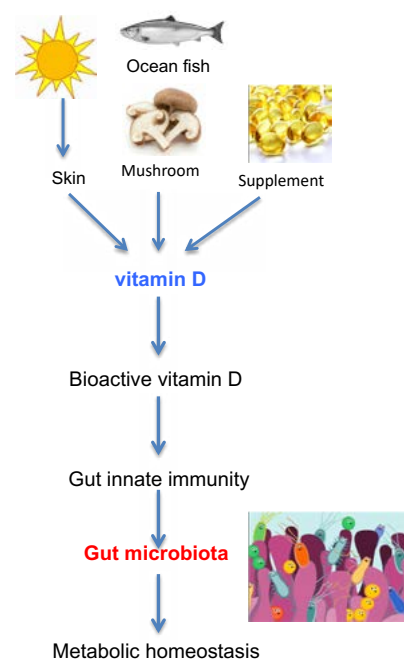 Ocean fish
Skin
Mushroom
Supplement
vitamin D
Bioactive vitamin D
Gut innate immunity
Gut microbiota
Metabolic homeostasis